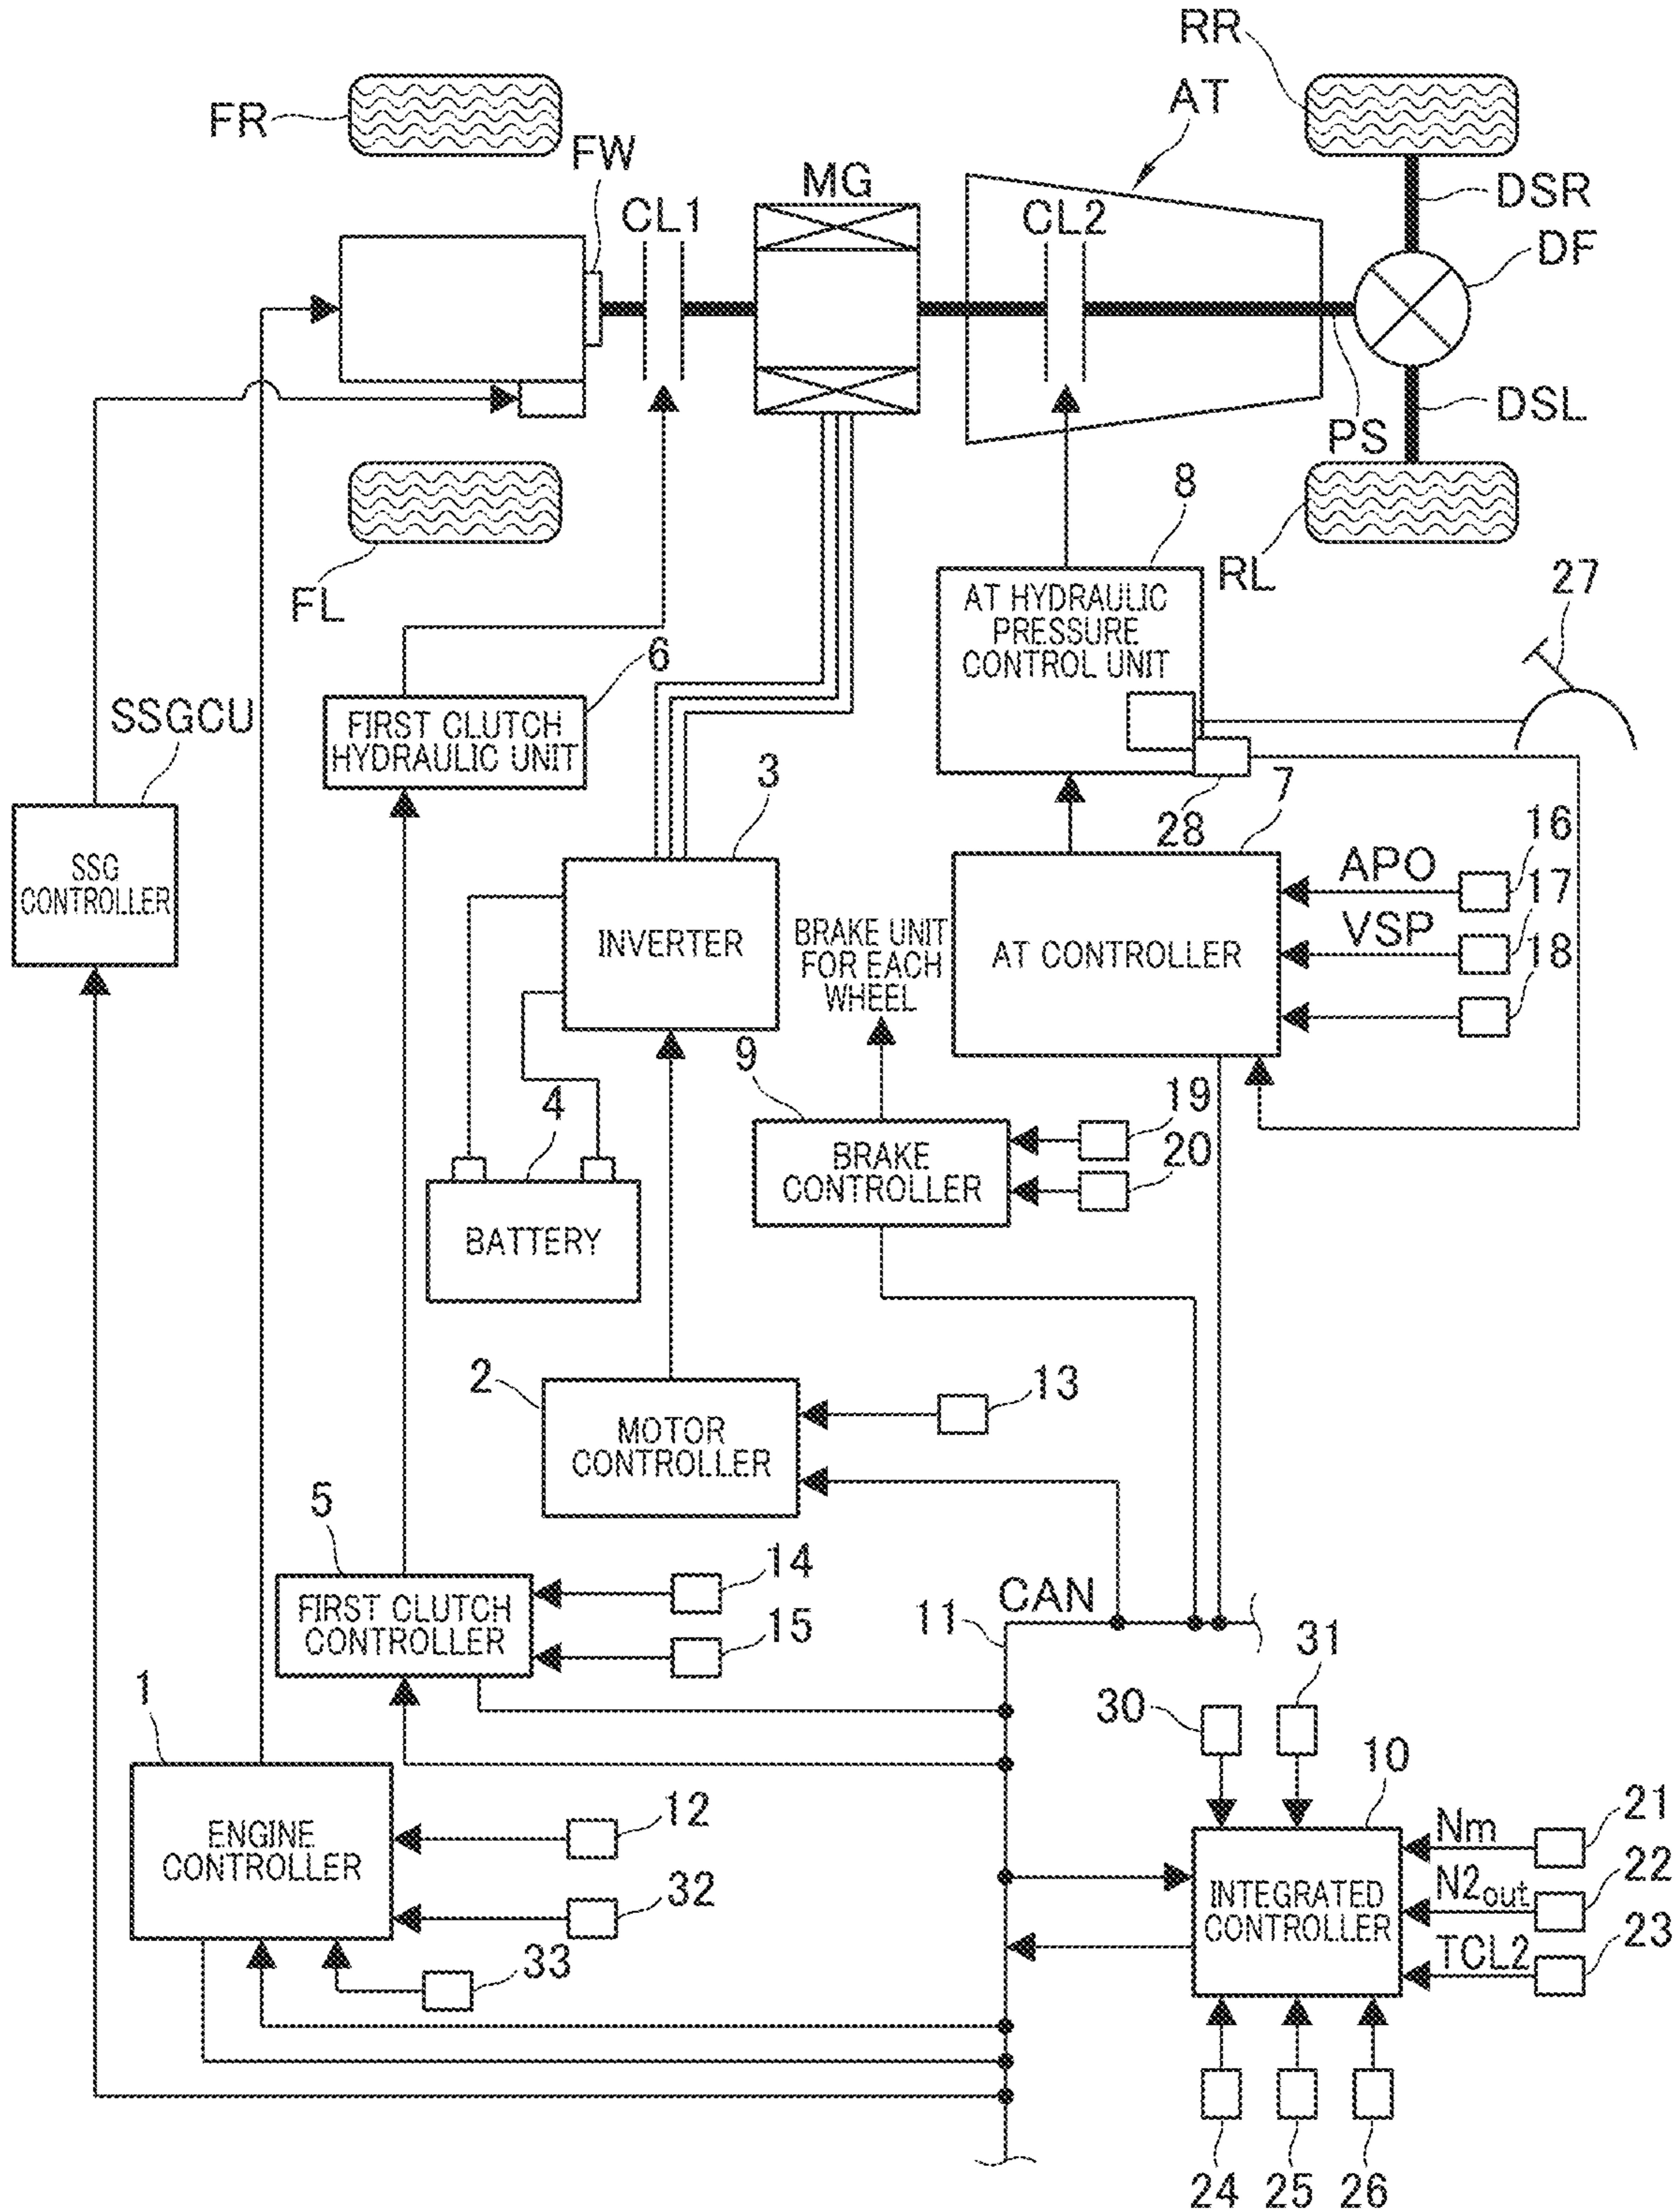 RR
AT
FR
FW
MG
DSR
CL1
CL2
DF
DSL
PS
8
FL
RL
27
AT HYDRAULIC
PRESSURE
CONTROL UNIT
6
SSGCU
FIRST CLUTCH
HYDRAULIC UNIT
3
7
28
16
SSG
CONTROLLER
APO
17
INVERTER
BRAKE UNIT
FOR EACH
WHEEL
AT CONTROLLER
VSP
18
9
4
19
BRAKE
CONTROLLER
20
BATTERY
2
13
MOTOR
CONTROLLER
5
14
FIRST CLUTCH
CONTROLLER
15
CAN
11
31
1
30
10
12
21
ENGINE
CONTROLLER
Nm
22
32
INTEGRATED
CONTROLLER
N2out
23
33
TCL2
24
25
26